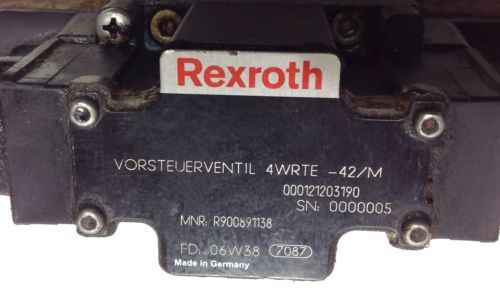 Rexroth
VORSTEUERVENTIL 4WRTE -42/M
000121203190
SN: 0000005
MNR: R900891138
FD: 06W38 7087
Made in Germany